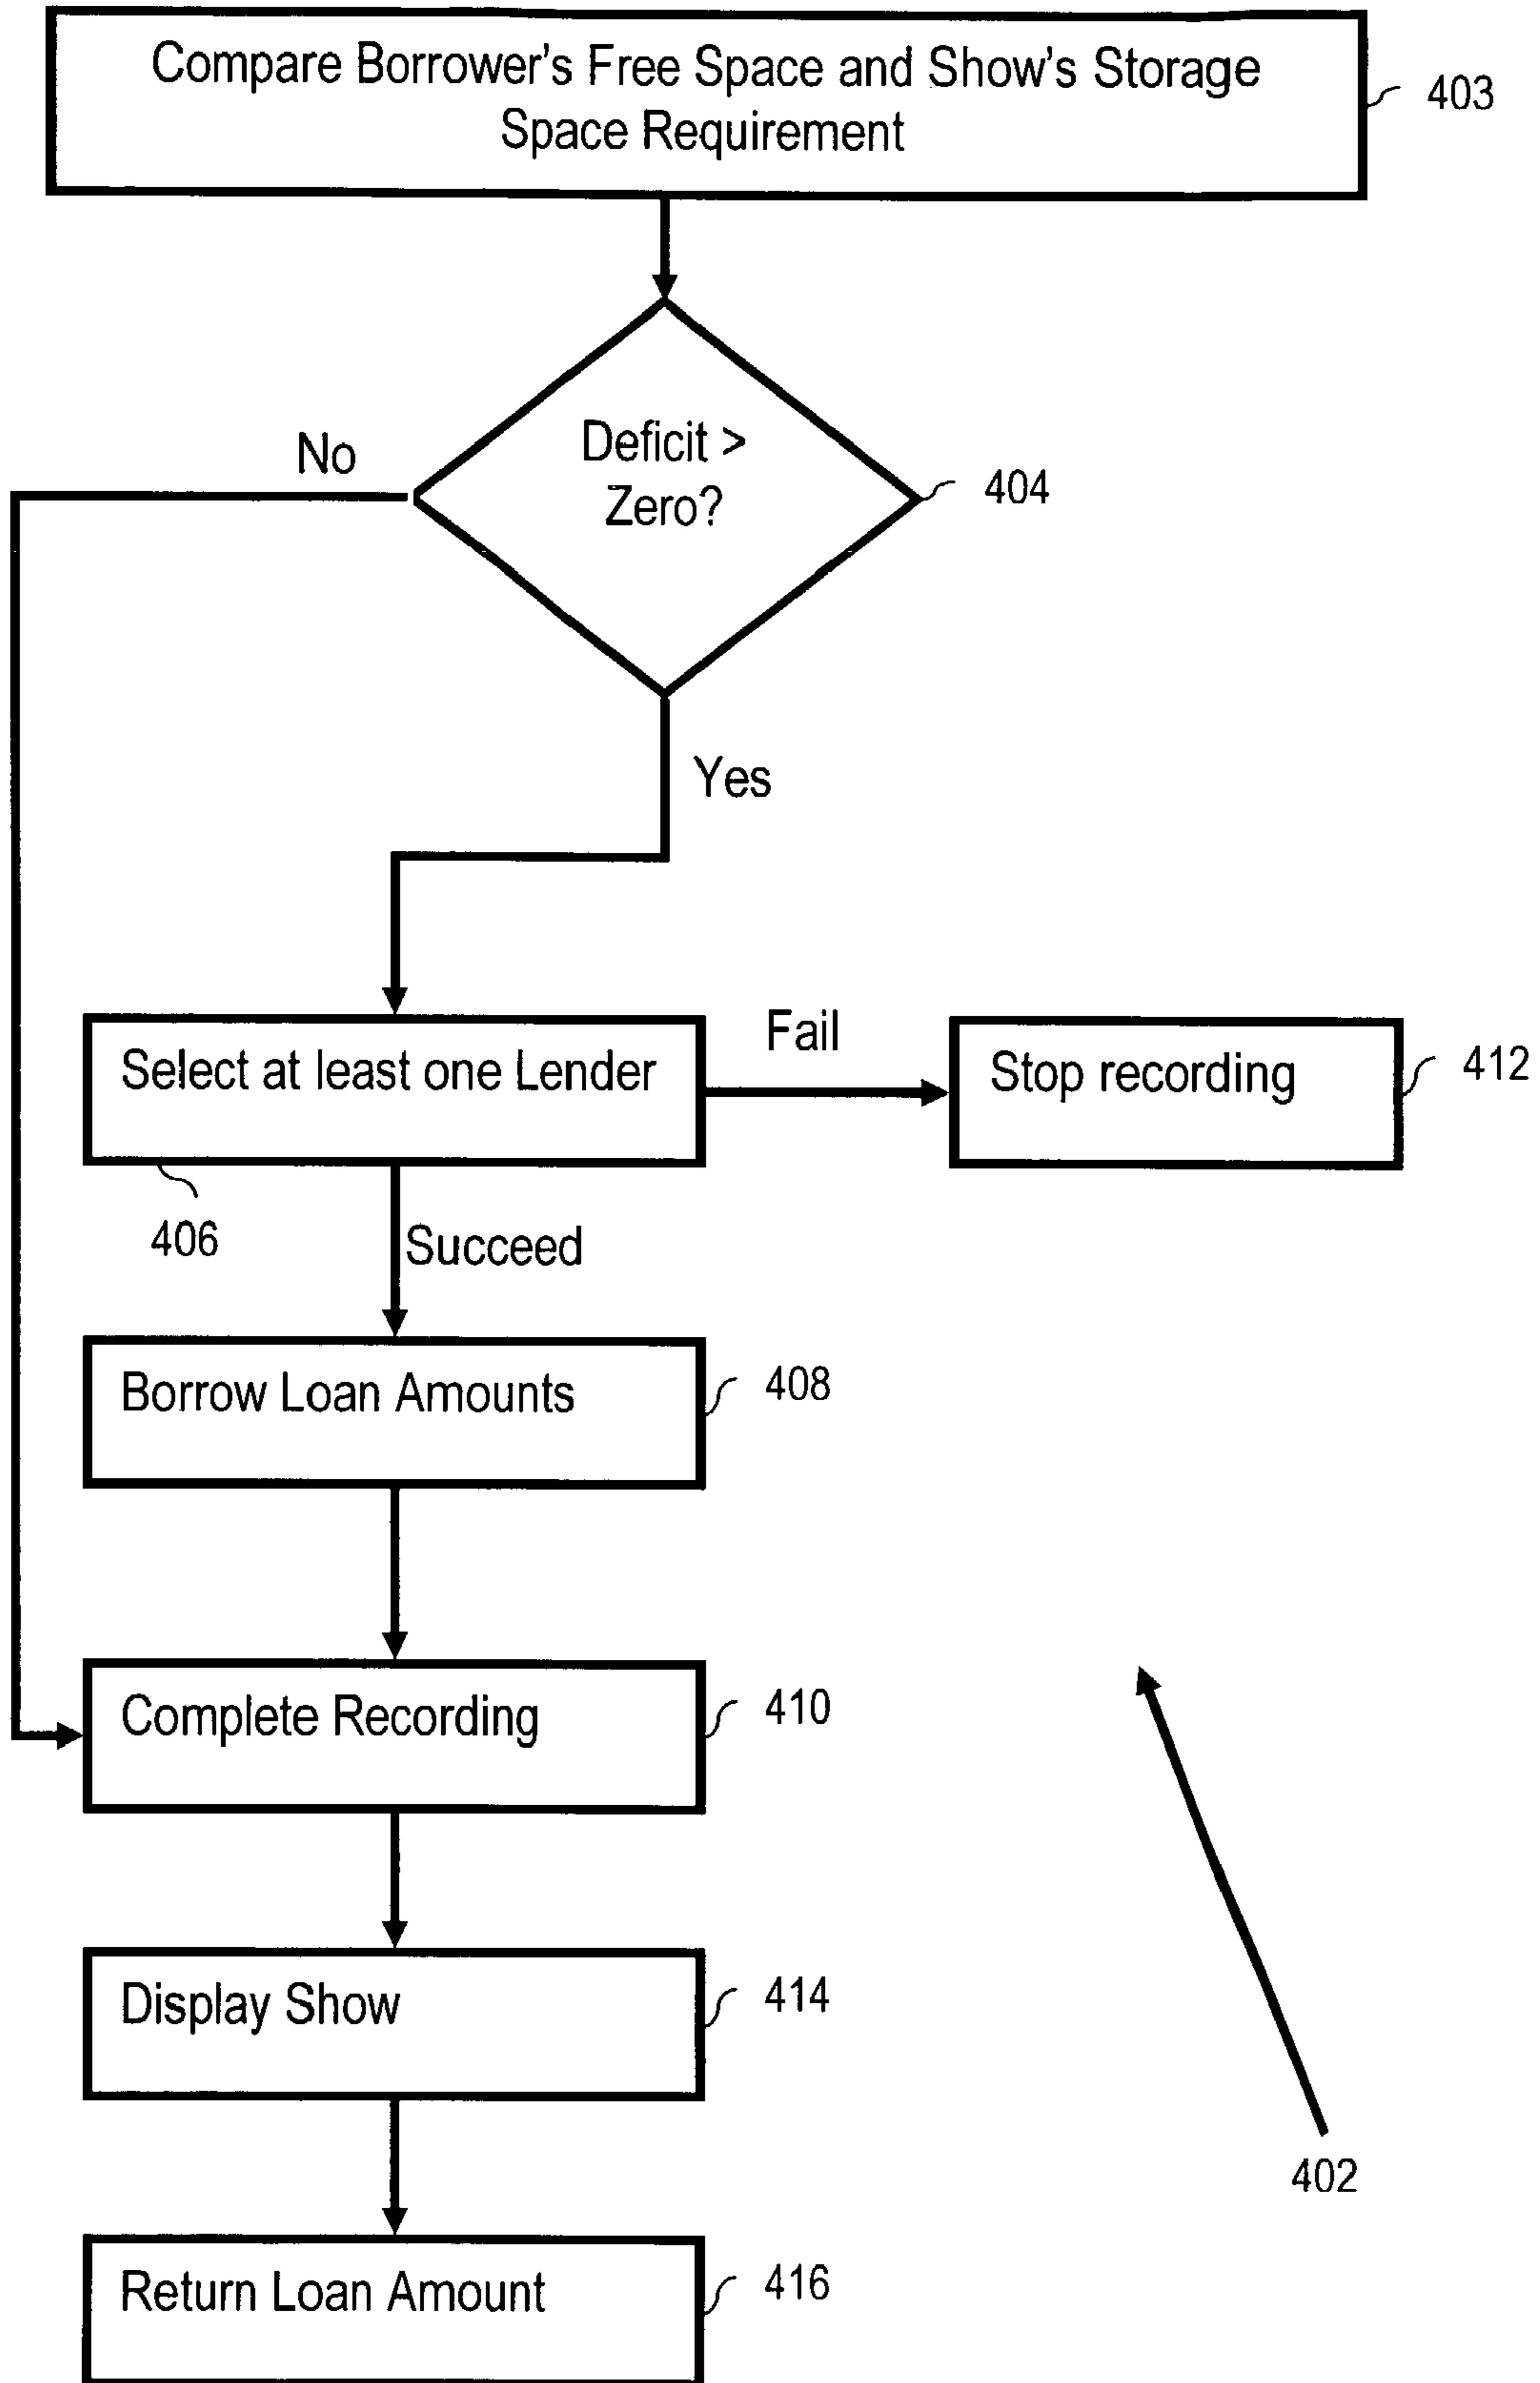 Compare Borrower's Free Space and Show's Storage
Space Requirement
403
Deficit >
Zero?
404
No
Yes
Select at least one Lender
406
Fail
Stop recording
412
Succeed
Borrow Loan Amounts
408
Complete Recording
410
Display Show
414
402
Return Loan Amount
416